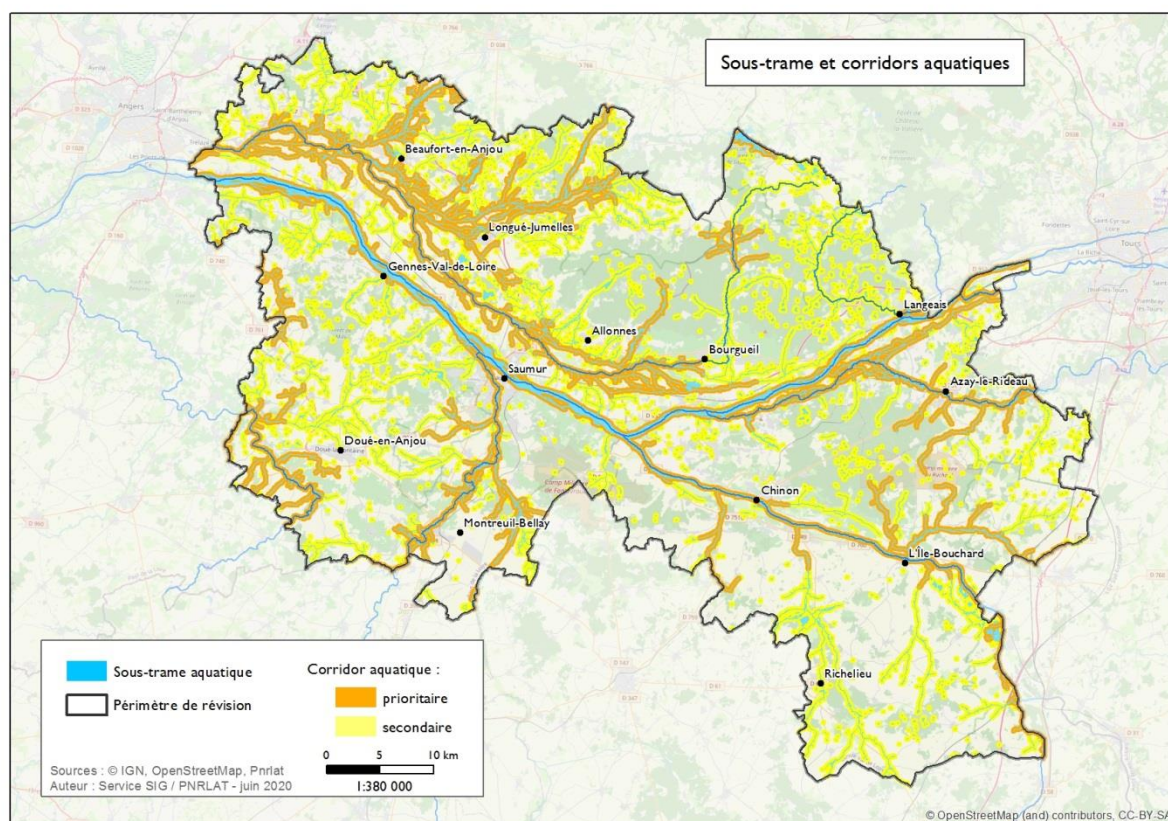 Sous-trame et corridors aquatiques
Angers
Beaufort-en-Anjou
Longué-Jumelles
Gennes-Val-de-Loire
Tours
Langeais
Allonnes
Bourgueil
Saumur
Azay-le-Rideau
Doué-en-Anjou
Chinon
Montreuil-Bellay
L'Île-Bouchard
Richelieu
Sous-trame aquatique
Périmètre de révision
Corridor aquatique :
prioritaire
secondaire
0 5 10 km
1:380 000
Sources : © IGN, OpenStreetMap, Pnrlat
Auteur : Service SIG / PNRLAT - juin 2020
© OpenStreetMap (and) contributors, CC-BY-SA